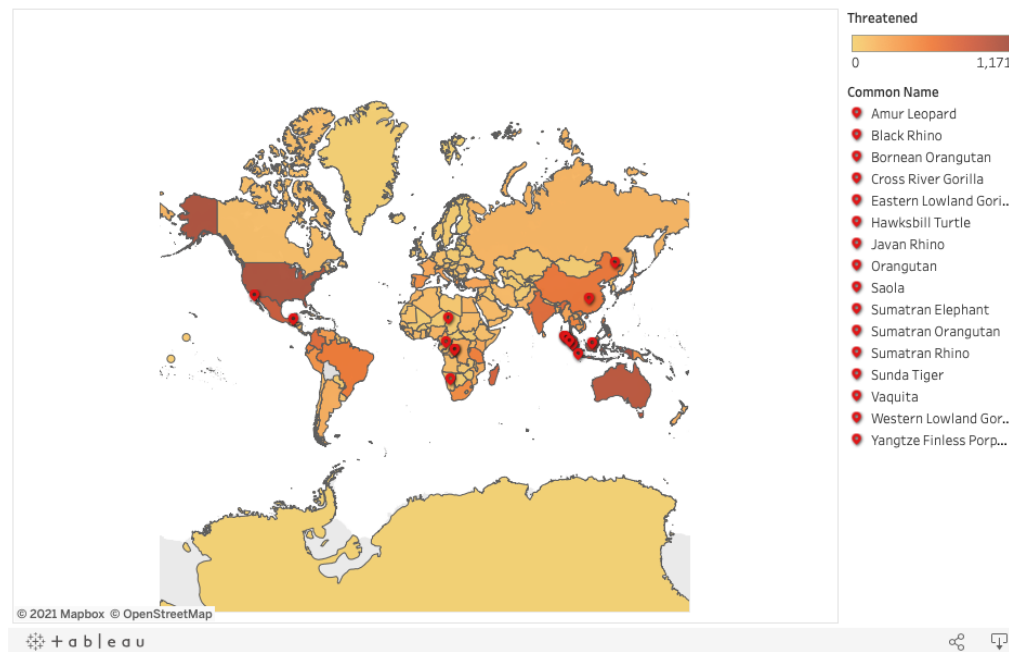 Threatened
0 1,171
Common Name
Amur Leopard
Black Rhino
Bornean Orangutan
Cross River Gorilla
Eastern Lowland Gori..
Hawksbill Turtle
Javan Rhino
Orangutan
Saola
Sumatran Elephant
Sumatran Orangutan
Sumatran Rhino
Sunda Tiger
Vaquita
Western Lowland Gor..
Yangtze Finless Porp...
© 2021 Mapbox © OpenStreetMap
+ableau